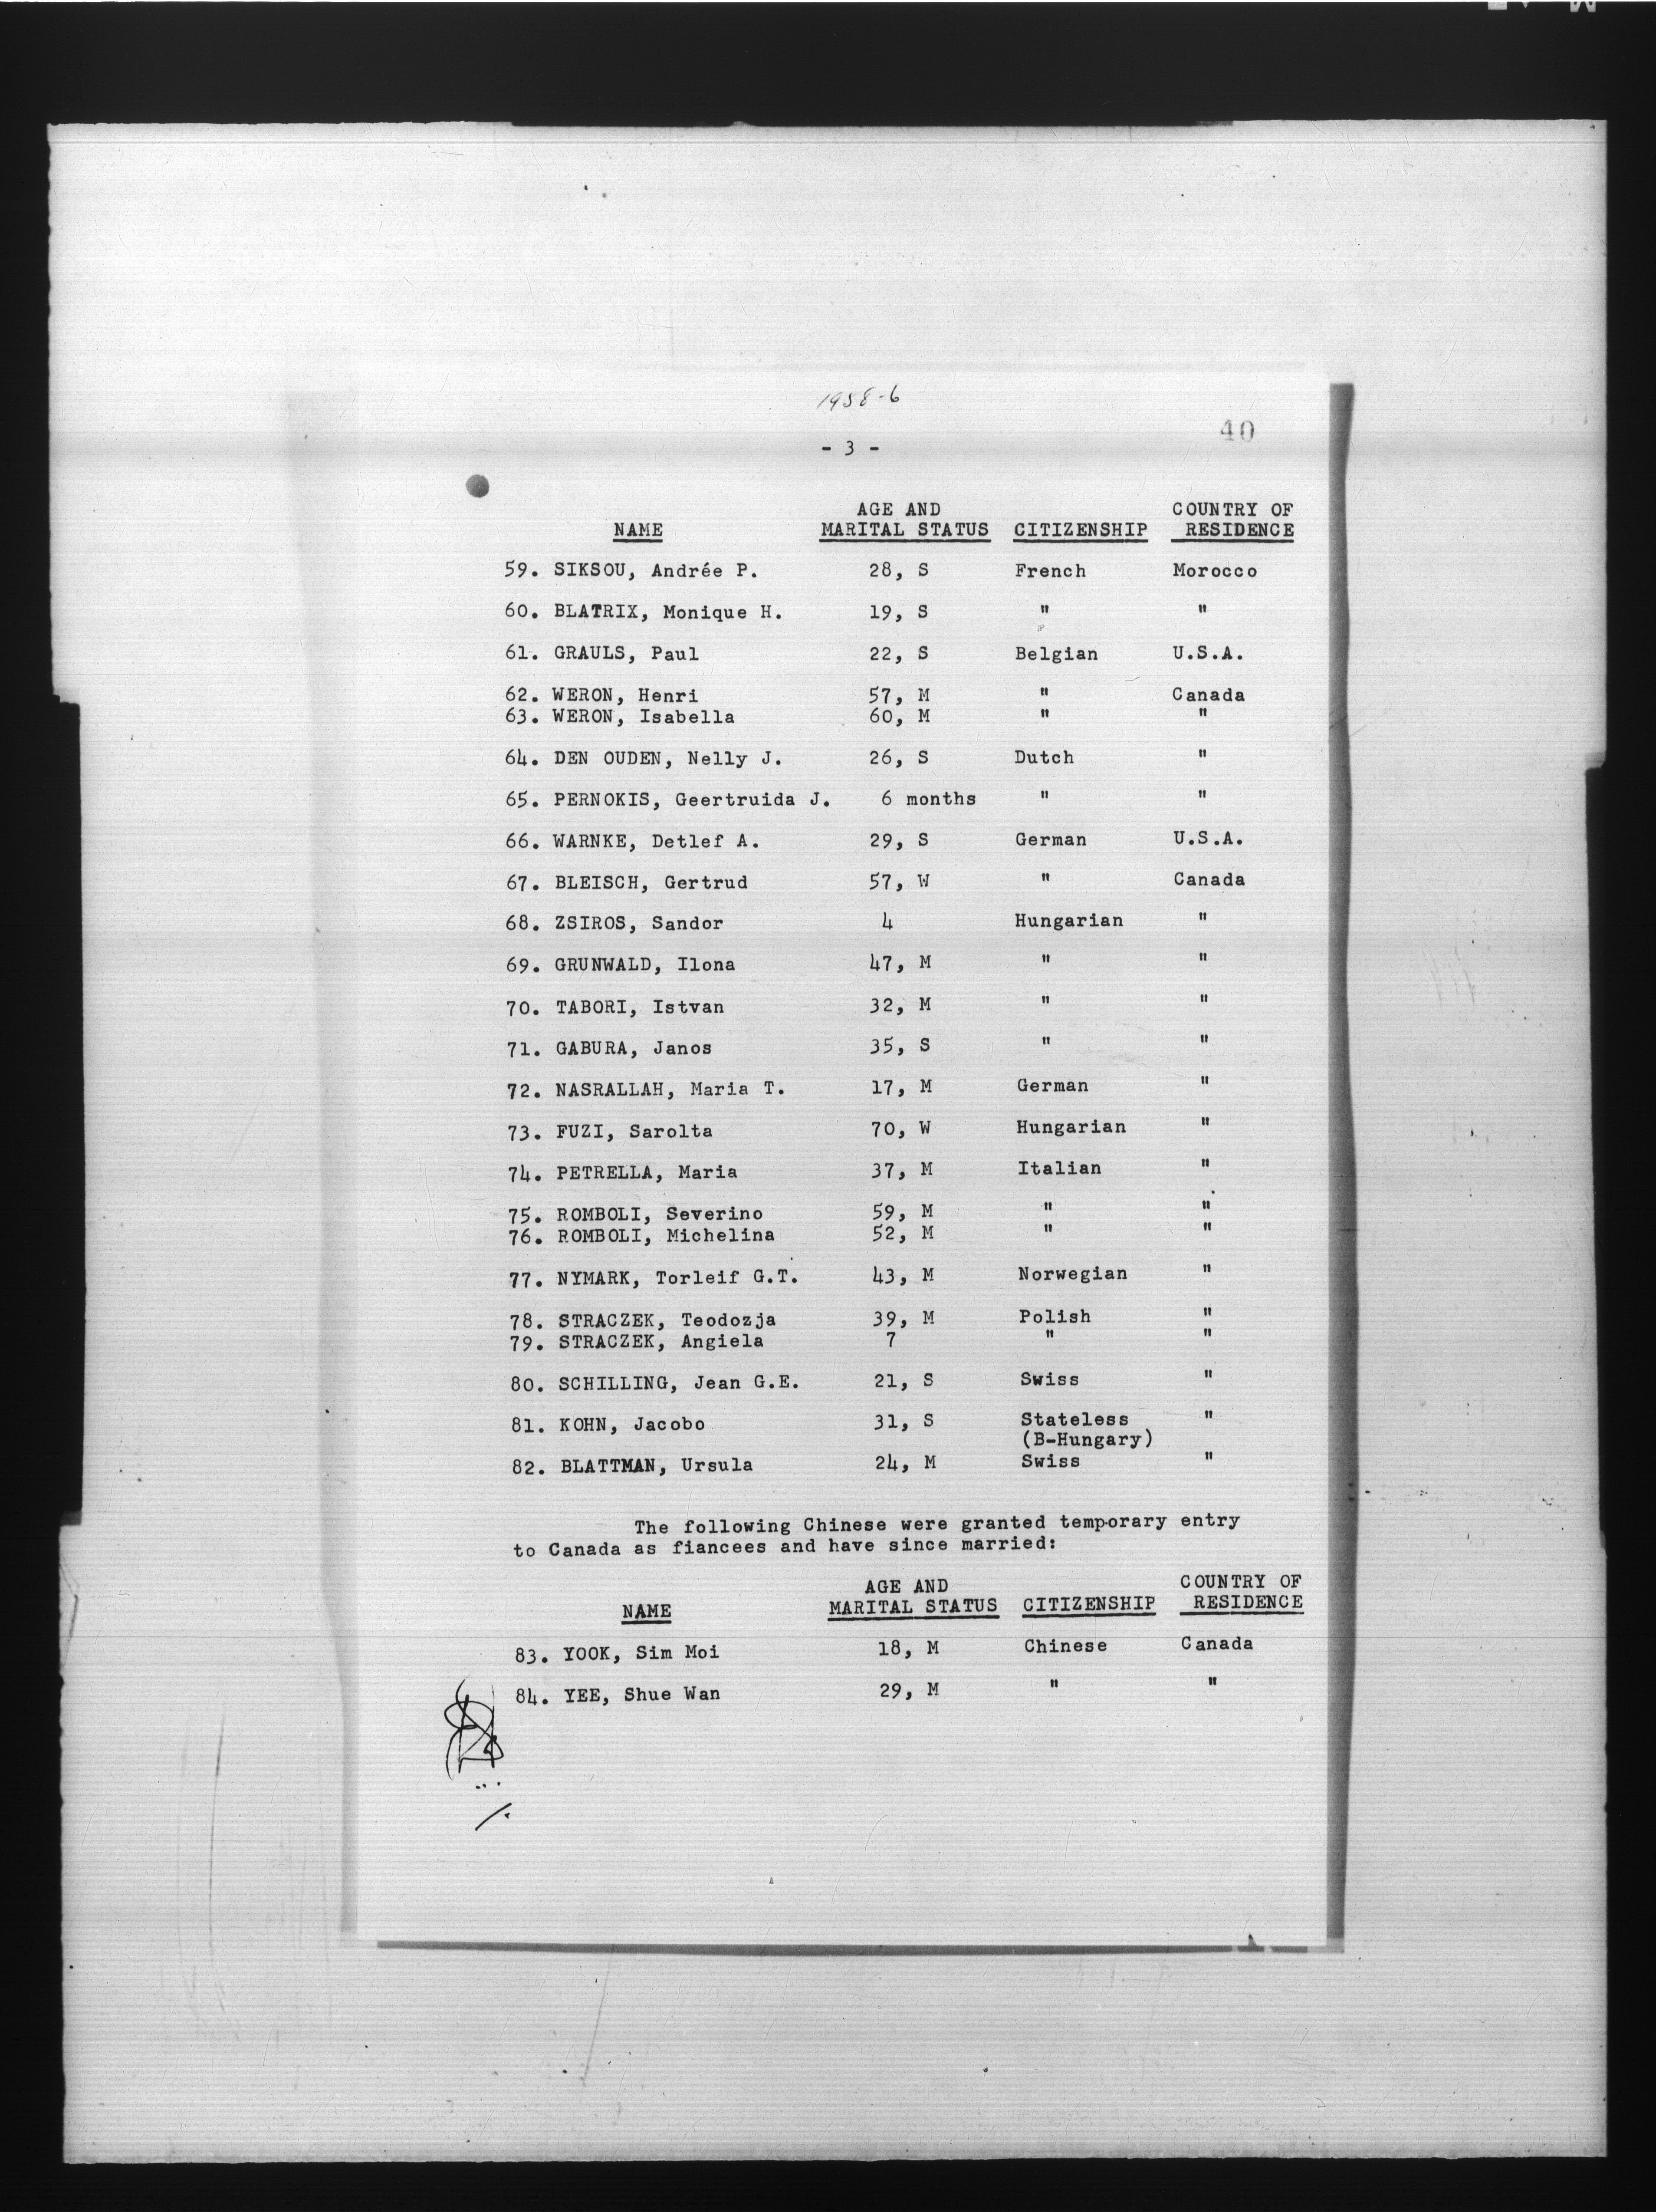 1958-6
40
- 3 -
NAME AGE AND MARITAL STATUS CITIZENSHIP COUNTRY OF RESIDENCE
59. SIKSOU, Andrée P. 28, S French Morocco
60. BLATRIX, Monique H. 19, S " "
61. GRAULS, Paul 22, S Belgian U.S.A.
62. WERON, Henri 57, M " Canada
63. WERON, Isabella 60, M " "
64. DEN OUDEN, Nelly J. 26, S Dutch "
65. PERNOKIS, Geertruida J. 6 months " "
66. WARNKE, Detlef A. 29, S German U.S.A.
67. BLEISCH, Gertrud 57, W " Canada
68. ZSIROS, Sandor 4 Hungarian "
69. GRUNWALD, Ilona 47, M " "
70. TABORI, Istvan 32, M " "
71. GABURA, Janos 35, S " "
72. NASRALLAH, Maria T. 17, M German "
73. FUZI, Sarolta 70, W Hungarian "
74. PETRELLA, Maria 37, M Italian "
75. ROMBOLI, Severino 59, M " "
76. ROMBOLI, Michelina 52, M " "
77. NYMARK, Torleif G.T. 43, M Norwegian "
78. STRACZEK, Teodozja 39, M Polish "
79. STRACZEK, Angiela 7 " "
80. SCHILLING, Jean G.E. 21, S Swiss "
81. KOHN, Jacobo 31, S Stateless "
(B-Hungary)
82. BLATTMAN, Ursula 24, M Swiss "
The following Chinese were granted temporary entry
to Canada as fiancees and have since married:
NAME AGE AND MARITAL STATUS CITIZENSHIP COUNTRY OF RESIDENCE
83. YOOK, Sim Moi 18, M Chinese Canada
84. YEE, Shue Wan 29, M " "